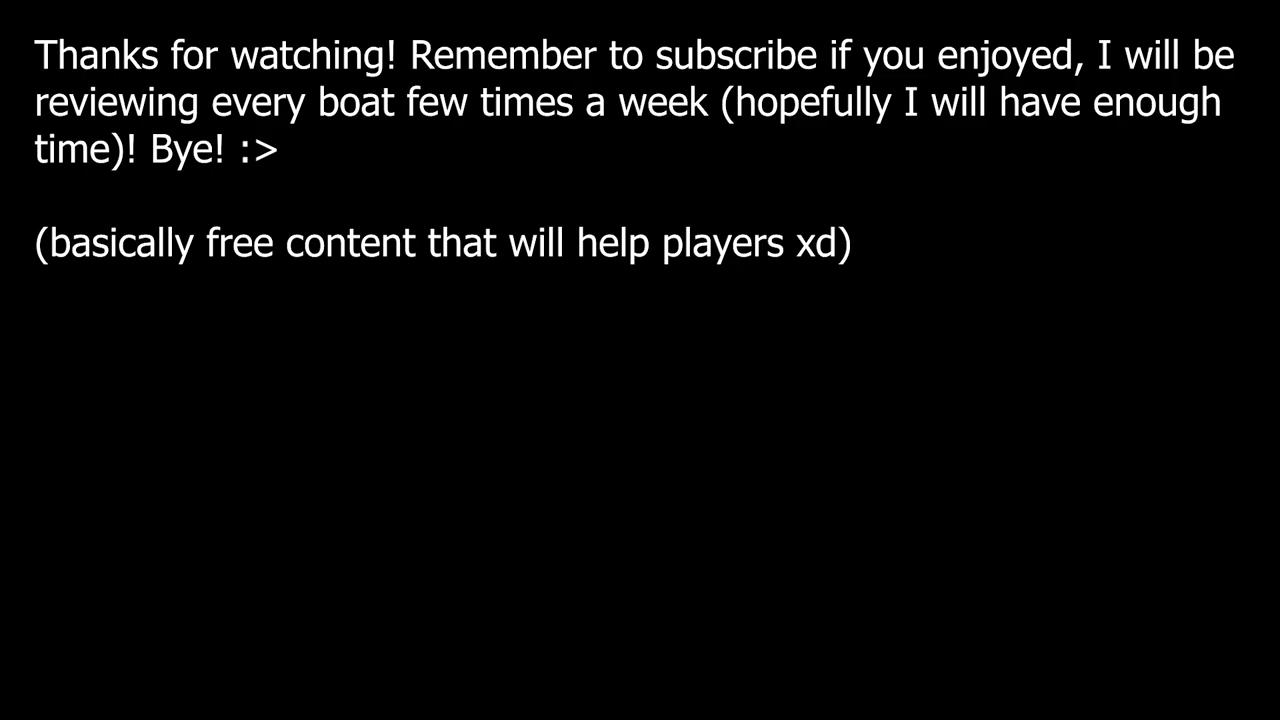 Thanks for watching! Remember to subscribe if you enjoyed, I will be
reviewing every boat few times a week (hopefully I will have enough
time)! Bye! :>
(basically free content that will help players xd)